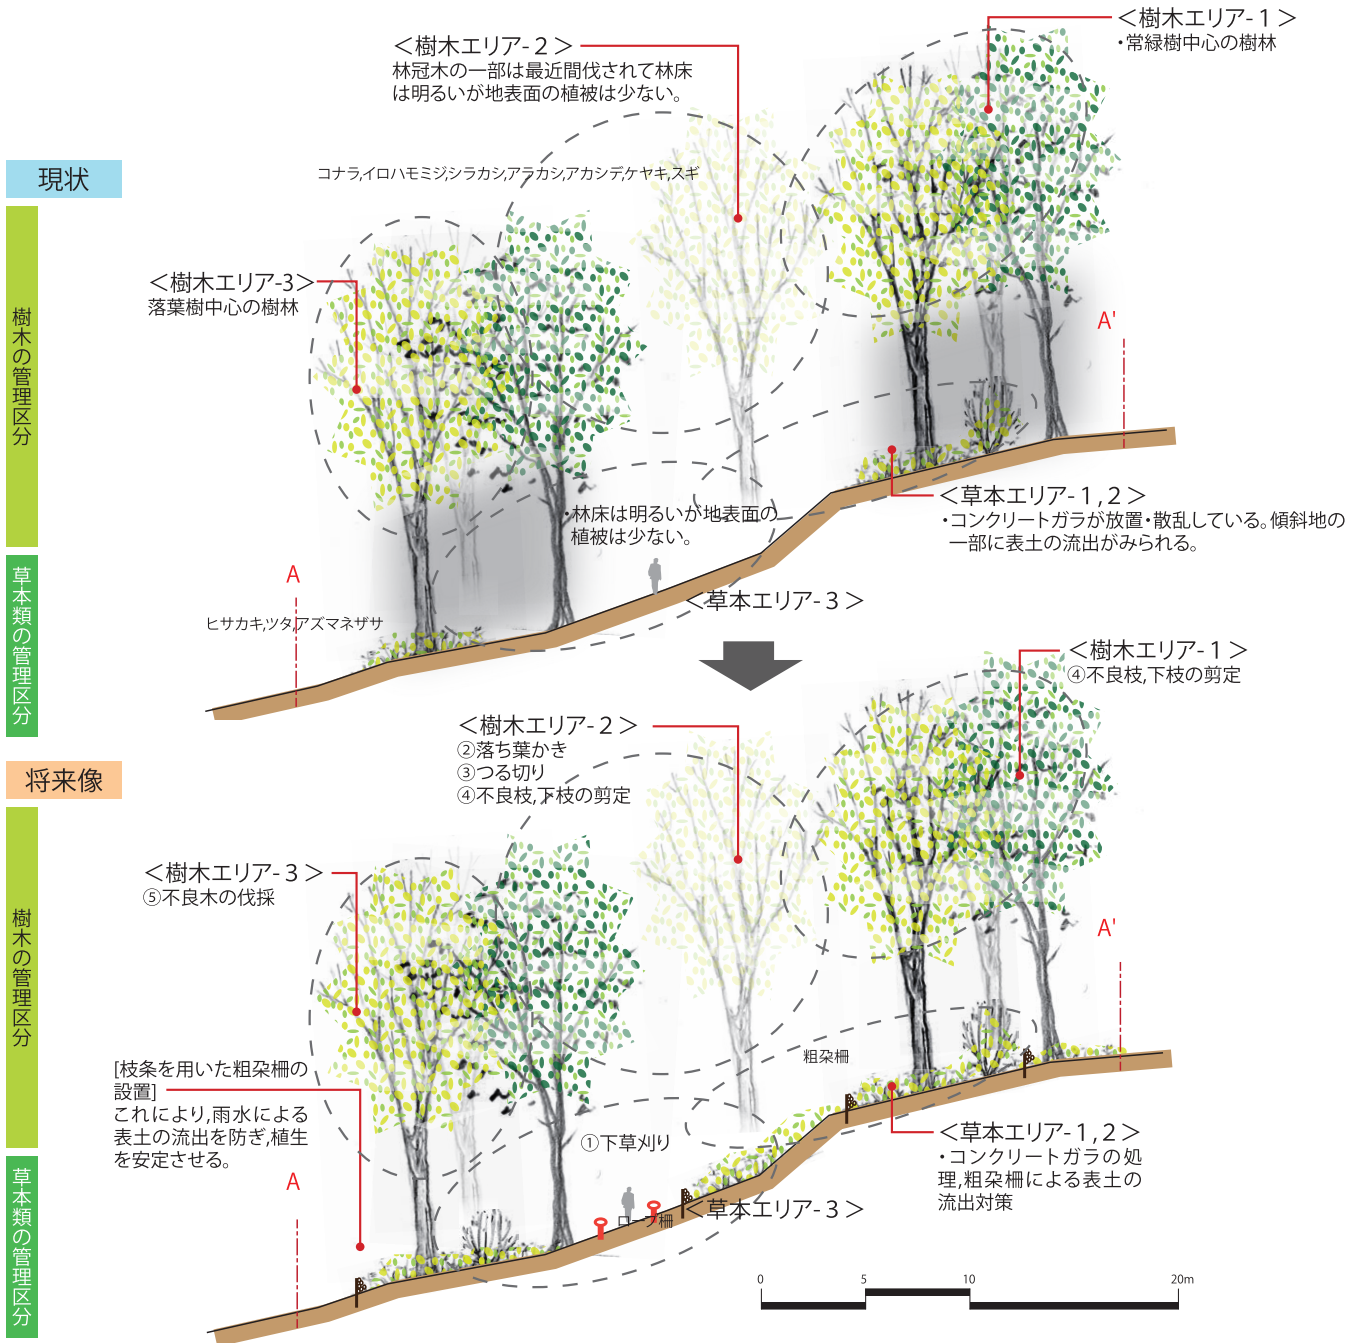 ＜樹木エリア-１＞
・常緑樹中心の樹林
＜樹木エリア-２＞
林冠木の一部は最近間伐されて林床
は明るいが地表面の植被は少ない。
現状
コナラ,イロハモミジ,シラカシ,アラカシ,アカシデ,ケヤキ,スギ
樹木の管理区分
＜樹木エリア-3＞
落葉樹中心の樹林
A'
＜草本エリア-１,２＞
・コンクリートガラが放置・散乱している。傾斜地の
一部に表土の流出がみられる。
・林床は明るいが地表面の
植被は少ない。
草本類の管理区分
A
＜草本エリア-３＞
ヒサカキ,ツタ,アズマネザサ
＜樹木エリア-１＞
④不良枝,下枝の剪定
＜樹木エリア-２＞
②落ち葉かき
③つる切り
④不良枝,下枝の剪定
将来像
樹木の管理区分
＜樹木エリア-３＞
⑤不良木の伐採
A'
粗朶柵
[枝条を用いた粗朶柵の
設置]
これにより,雨水による
表土の流出を防ぎ,植生
を安定させる。
①下草刈り
＜草本エリア-１,２＞
・コンクリートガラの処
理,粗朶柵による表土の
流出対策
草本類の管理区分
A
＜草本エリア-３＞
ロープ柵
0 5 10 20m